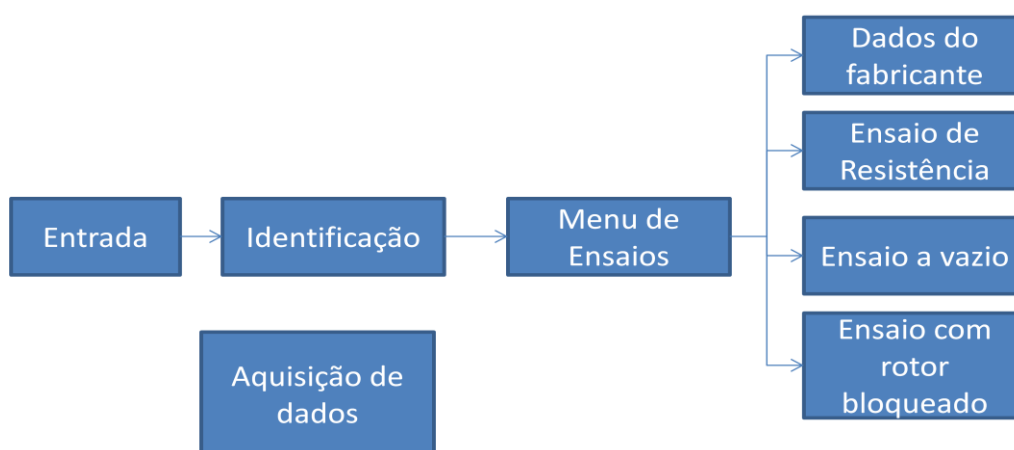 Entrada
Identificação
Menu de
Ensaios
Dados do
fabricante
Ensaio de
Resistência
Ensaio a vazio
Ensaio com
rotor
bloqueado
Aquisição de
dados